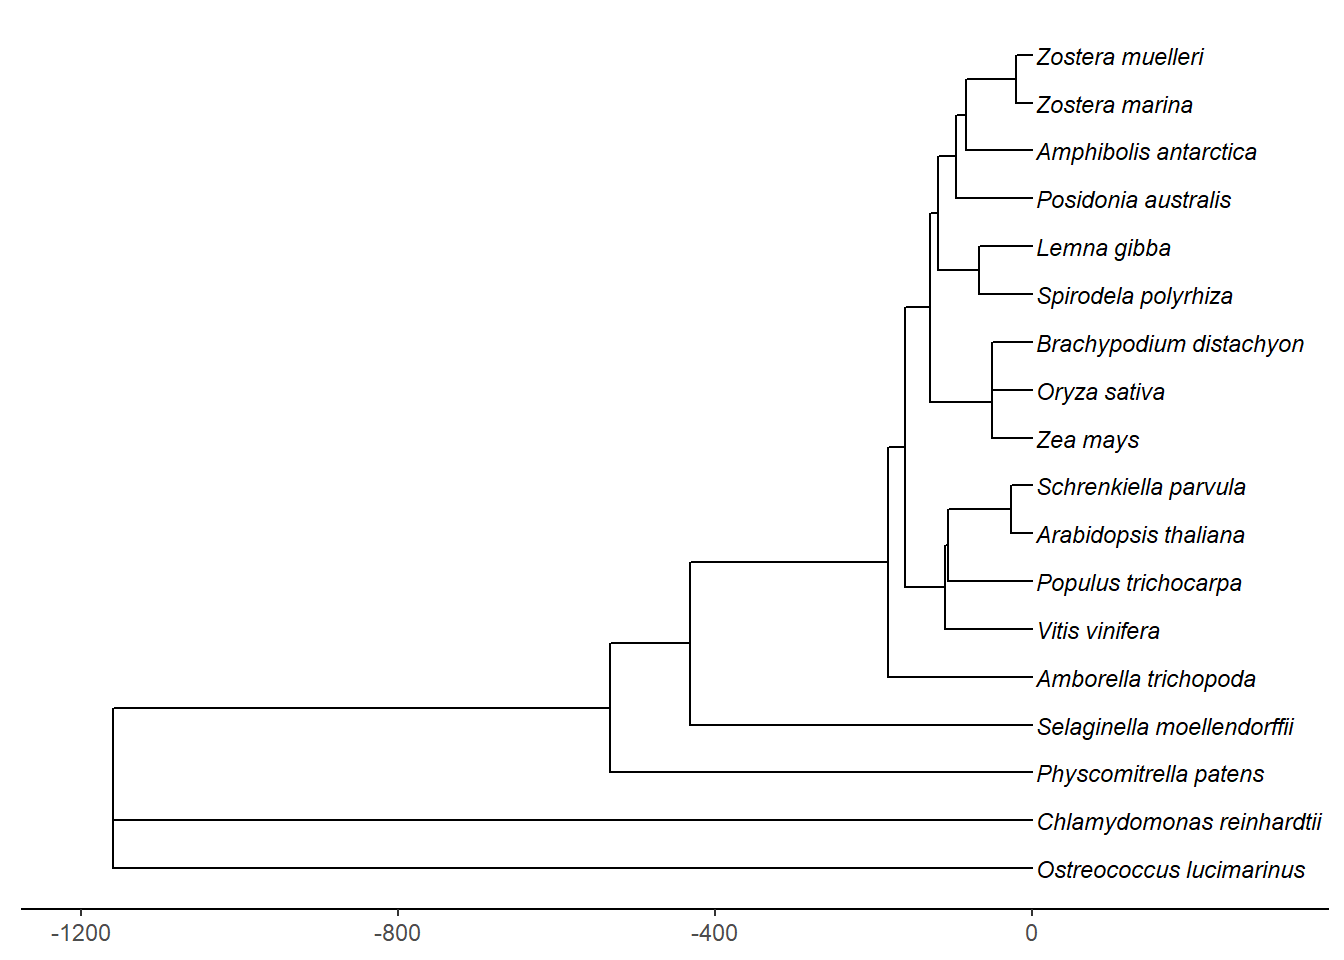 Zostera muelleri
Zostera marina
Amphibolis antarctica
Posidonia australis
Lemna gibba
Spirodela polyrhiza
Brachypodium distachyon
Oryza sativa
Zea mays
Schrenkiella parvula
Arabidopsis thaliana
Populus trichocarpa
Vitis vinifera
Amborella trichopoda
Selaginella moellendorffii
Physcomitrella patens
Chlamydomonas reinhardtii
Ostreococcus lucimarinus
-1200 -800 -400 0